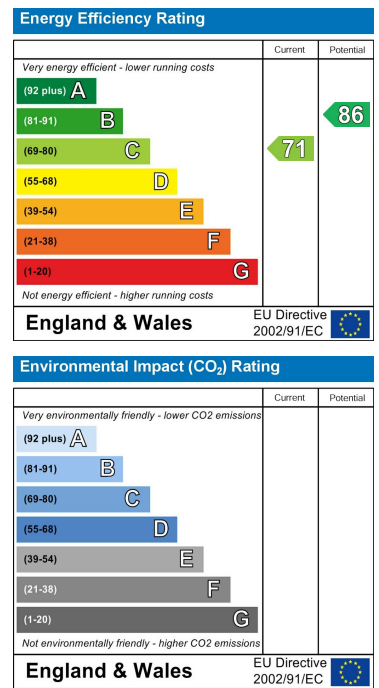 Energy Efficiency Rating
Current Potential
Very energy efficient - lower running costs
(92 plus) A
(81-91) B
(69-80) C
(55-68) D
(39-54) E
(21-38) F
(1-20) G
71
86
Not energy efficient - higher running costs
England & Wales
EU Directive
2002/91/EC
Environmental Impact (CO₂) Rating
Current Potential
Very environmentally friendly - lower CO2 emissions
(92 plus) A
(81-91) B
(69-80) C
(55-68) D
(39-54) E
(21-38) F
(1-20) G
Not environmentally friendly - higher CO2 emissions
England & Wales
EU Directive
2002/91/EC